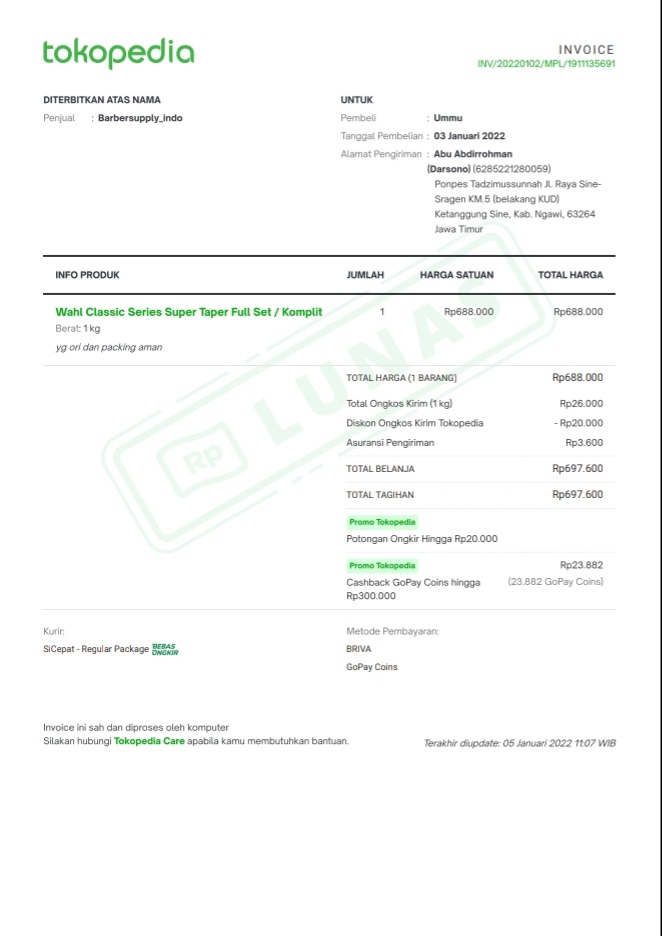 tokopedia
INVOICE
INV/20220102/MPL/1911135691
DITERBITKAN ATAS NAMA
Penjual : Barbersupply_indo
UNTUK
Pembeli : Ummu
Tanggal Pembelian : 03 Januari 2022
Alamat Pengiriman : Abu Abdirrohman
(Darsono) (6285221280059)
Ponpes Tadzimussunnah Jl. Raya Sine-
Sragen KM.5 (belakang KUD)
Ketanggung Sine, Kab. Ngawi, 63264
Jawa Timur
INFO PRODUK JUMLAH HARGA SATUAN TOTAL HARGA
Wahl Classic Series Super Taper Full Set / Komplit 1 Rp688.000 Rp688.000
Berat: 1 kg
yg ori dan packing aman
Rp LUNAS
TOTAL HARGA (1 BARANG) Rp688.000
Total Ongkos Kirim (1 kg) Rp26.000
Diskon Ongkos Kirim Tokopedia - Rp20.000
Asuransi Pengiriman Rp3.600
TOTAL BELANJA Rp697.600
TOTAL TAGIHAN Rp697.600
Promo Tokopedia
Potongan Ongkir Hingga Rp20.000
Promo Tokopedia Rp23.882
Cashback GoPay Coins hingga (23.882 GoPay Coins)
Rp300.000
Kurir:
SiCepat - Regular Package BEBAS ONGKIR
Metode Pembayaran:
BRIVA
GoPay Coins
Invoice ini sah dan diproses oleh komputer
Silakan hubungi Tokopedia Care apabila kamu membutuhkan bantuan.
Terakhir diupdate: 05 Januari 2022 11:07 WIB